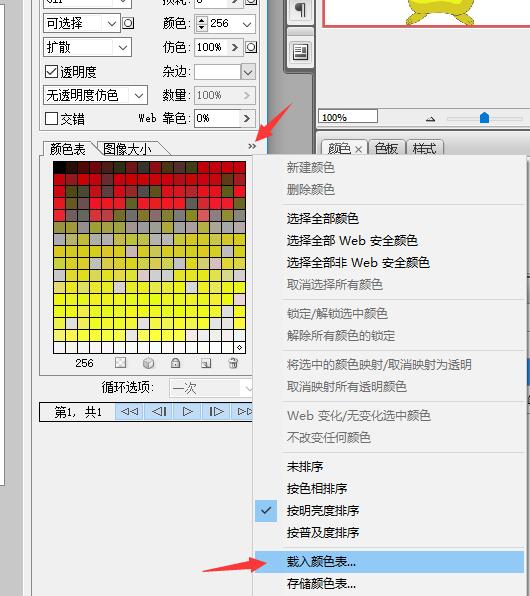 可选择 颜色: 256
扩散 仿色: 100%
透明度 杂边:
无透明度仿色 数量: 100%
交错 Web 靠色: 0%
100%
颜色表 图像大小
颜色 × 色板 样式
新建颜色
删除颜色
选择全部颜色
选择全部 Web 安全颜色
选择全部非 Web 安全颜色
取消选择所有颜色
锁定/解锁选中颜色
解除所有颜色的锁定
将选中的颜色映射/取消映射为透明
取消映射所有透明颜色
Web 变化/无变化选中颜色
不改变任何颜色
未排序
按色相排序
按明亮度排序
按普及度排序
载入颜色表...
存储颜色表...
256
循环选项: 一次
第1, 共1